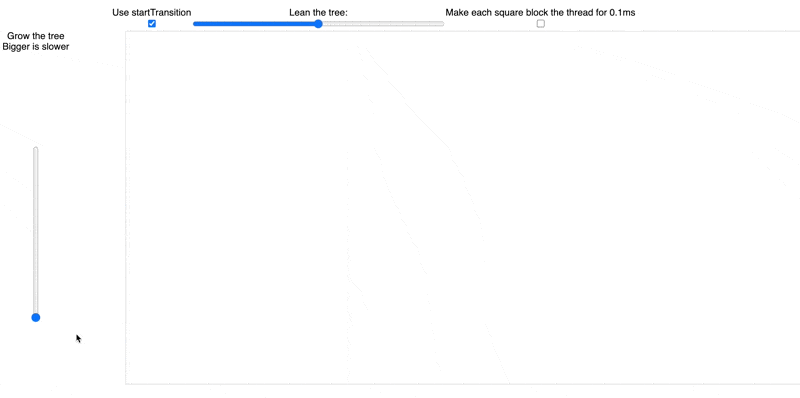 Use startTransition
Lean the tree:
Make each square block the thread for 0.1ms
Grow the tree
Bigger is slower